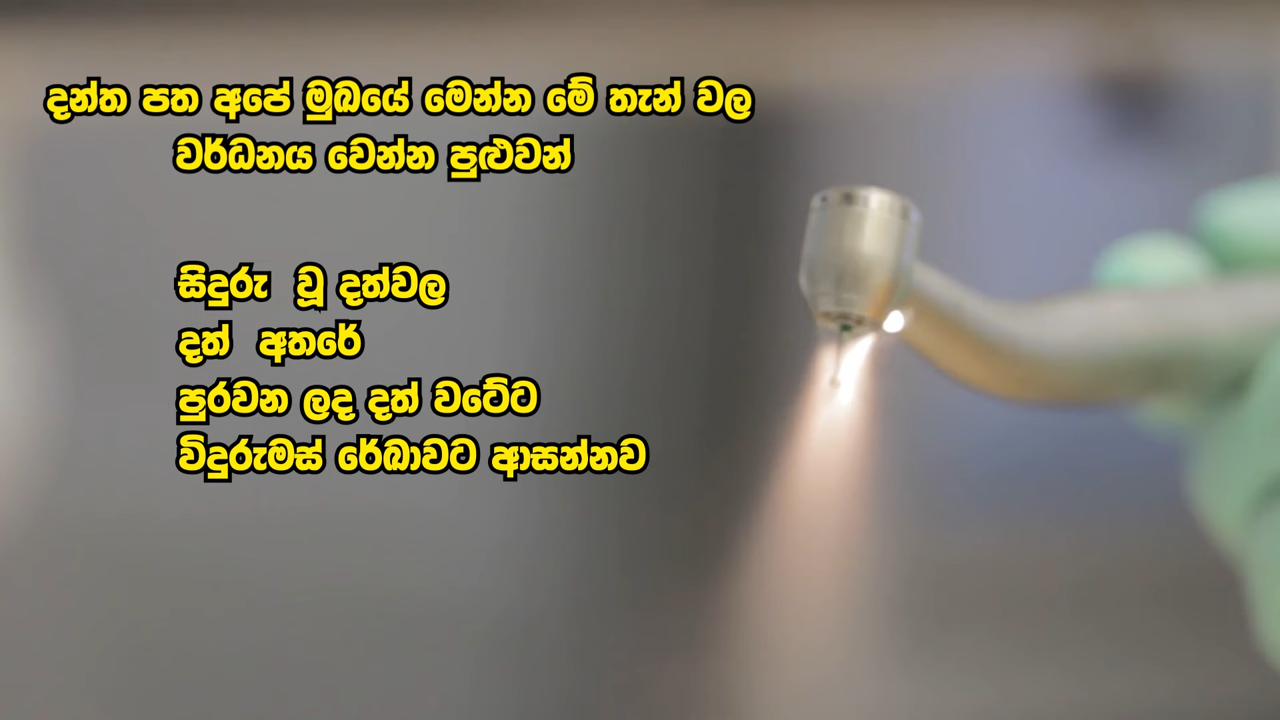 දන්ත පත අපේ මුඛයේ මෙන්න මේ තැන් වල
වර්ධනය වෙන්න පුළුවන්
සිදුරු වූ දත්වල
දත් අතරේ
පුරවන ලද දත් වටේට
විදුරුමස් රේඛාවට ආසන්නව